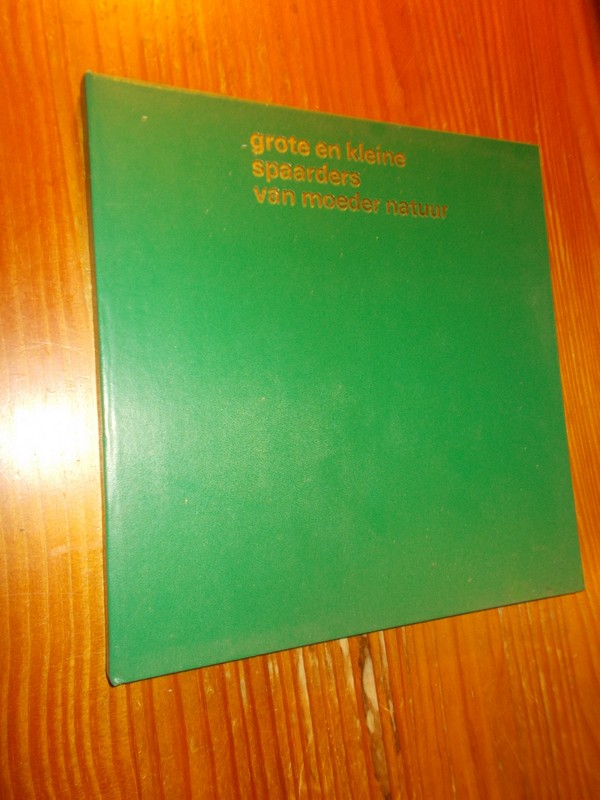 grote en kleine
spaarders
van moeder natuur